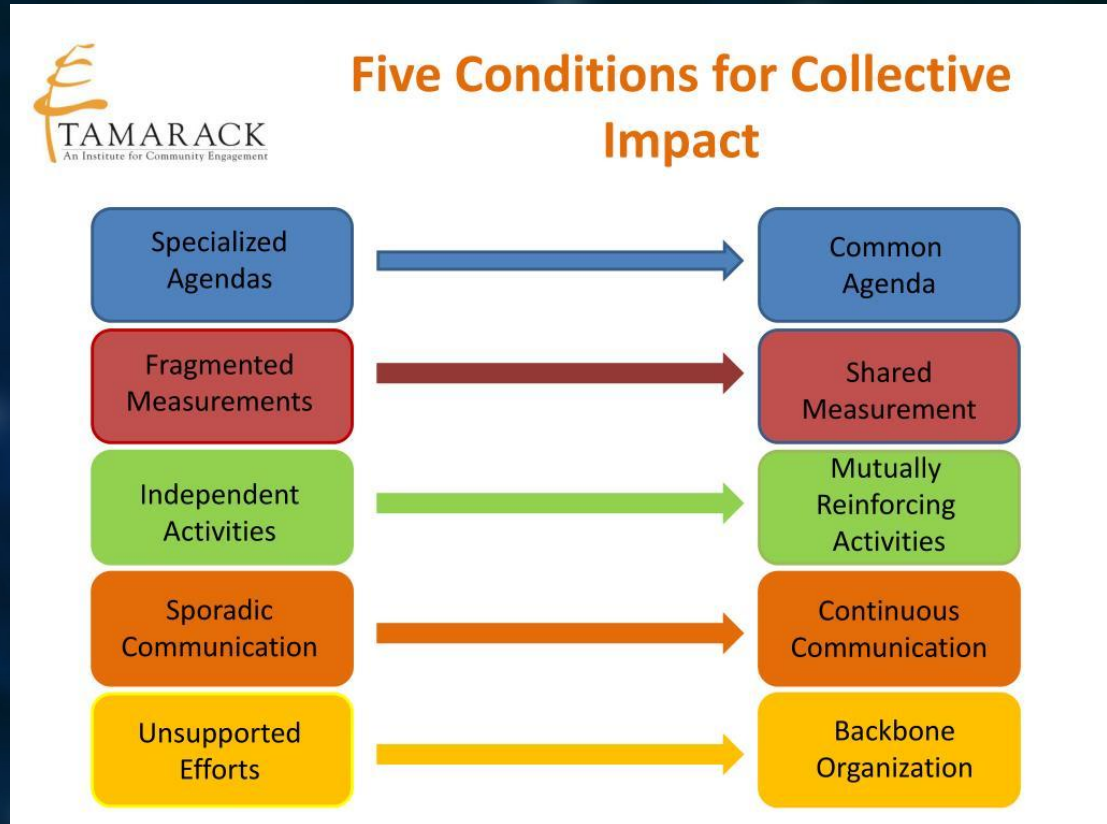 TAMARACK
An Institute for Community Engagement
Five Conditions for Collective
Impact
Specialized
Agendas
Common
Agenda
Fragmented
Measurements
Shared
Measurement
Independent
Activities
Mutually
Reinforcing
Activities
Sporadic
Communication
Continuous
Communication
Unsupported
Efforts
Backbone
Organization